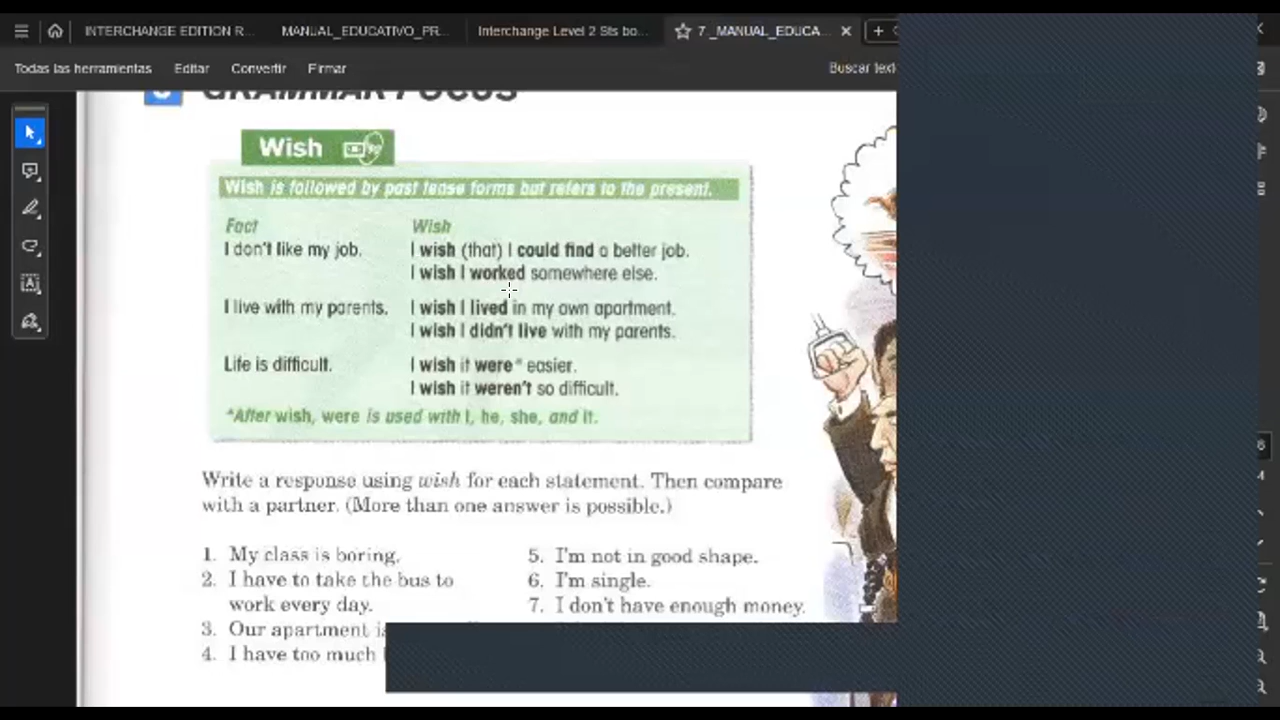 INTERCHANGE EDITION R...
MANUAL_EDUCATIVO_PR...
Interchange Level 2 Sts bo...
7 _MANUAL_EDUCA...
Todas las herramientas
Editar
Convertir
Firmar
Buscar text
GRAMMAR FOCUS
Wish
Wish is followed by past tense forms but refers to the present.
Fact Wish
I don't like my job. I wish (that) I could find a better job.
I wish I worked somewhere else.
I live with my parents. I wish I lived in my own apartment.
I wish I didn't live with my parents.
Life is difficult. I wish it were* easier.
I wish it weren't so difficult.
*After wish, were is used with I, he, she, and it.
Write a response using wish for each statement. Then compare
with a partner. (More than one answer is possible.)
1. My class is boring.
2. I have to take the bus to
work every day.
3. Our apartment
4. I have too much
5. I'm not in good shape.
6. I'm single.
7. I don't have enough money.